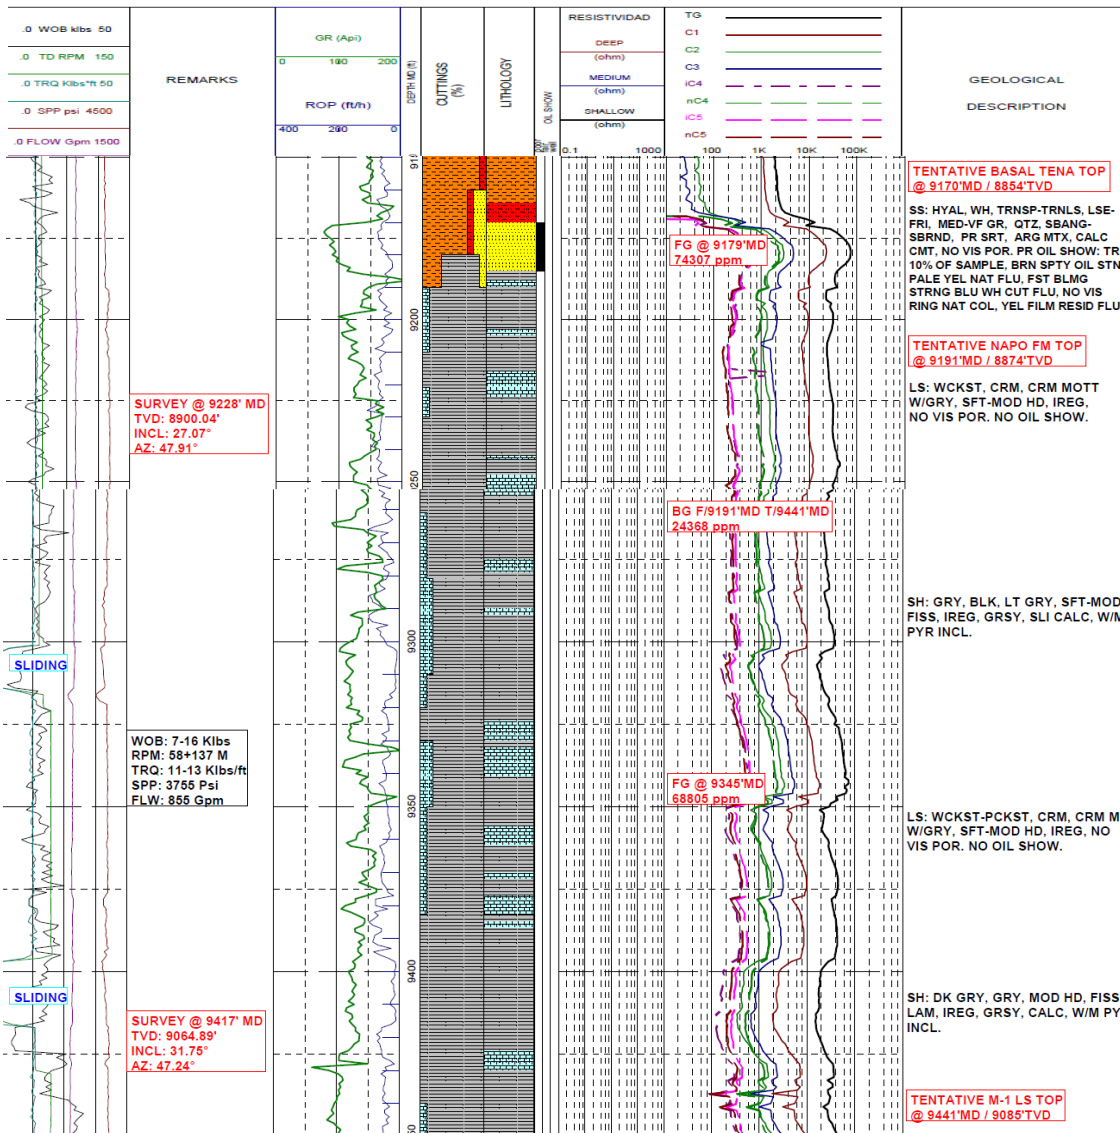 .0 WOB klbs 50
.0 TD RPM 150
.0 TRQ Klbs*ft 50
.0 SPP psi 4500
.0 FLOW Gpm 1500
REMARKS
GR (Api)
0 100 200
ROP (ft/h)
400 200 0
DEPTH MD (ft)
CUTTINGS
(%)
LITHOLOGY
OIL SHOW
RESISTIVIDAD
DEEP
(ohm)
MEDIUM
(ohm)
SHALLOW
(ohm)
0.1 1000
TG
C1
C2
C3
iC4
nC4
iC5
nC5
100 1K 10K 100K
GEOLOGICAL
DESCRIPTION
TENTATIVE BASAL TENA TOP
@ 9170'MD / 8854'TVD
SS: HYAL, WH, TRNSP-TRNLS, LSE-
FRI, MED-VF GR, QTZ, SBANG-
SBRND, PR SRT, ARG MTX, CALC
CMT, NO VIS POR. PR OIL SHOW: TR
10% OF SAMPLE, BRN SPTY OIL STN
PALE YEL NAT FLU, FST BLMG
STRNG BLU WH CUT FLU, NO VIS
RING NAT COL, YEL FILM RESID FLU
FG @ 9179'MD
74307 ppm
9200
TENTATIVE NAPO FM TOP
@ 9191'MD / 8874'TVD
LS: WCKST, CRM, CRM MOTT
W/GRY, SFT-MOD HD, IREG,
NO VIS POR. NO OIL SHOW.
SURVEY @ 9228' MD
TVD: 8900.04'
INCL: 27.07°
AZ: 47.91°
BG F/9191'MD T/9441'MD
24368 ppm
SH: GRY, BLK, LT GRY, SFT-MOD
FISS, IREG, GRSY, SLI CALC, W/M
PYR INCL.
9300
SLIDING
WOB: 7-16 Klbs
RPM: 58+137 M
TRQ: 11-13 Klbs/ft
SPP: 3755 Psi
FLW: 855 Gpm
FG @ 9345'MD
68805 ppm
9350
LS: WCKST-PCKST, CRM, CRM M
W/GRY, SFT-MOD HD, IREG, NO
VIS POR. NO OIL SHOW.
9400
SLIDING
SH: DK GRY, GRY, MOD HD, FISS
LAM, IREG, GRSY, CALC, W/M PY
INCL.
SURVEY @ 9417' MD
TVD: 9064.89'
INCL: 31.75°
AZ: 47.24°
TENTATIVE M-1 LS TOP
@ 9441'MD / 9085'TVD